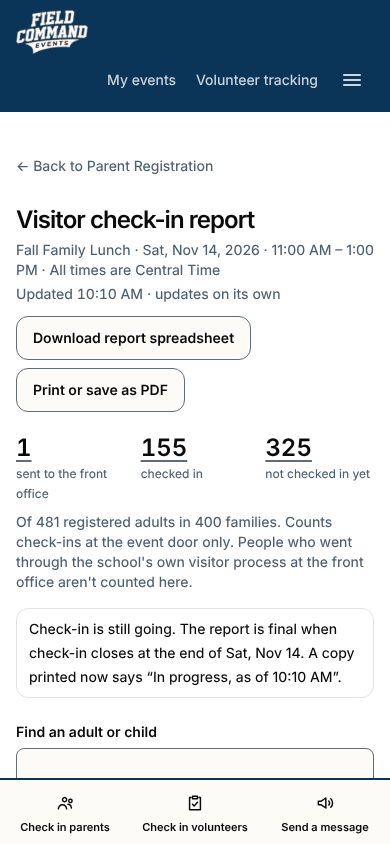 FIELD
COMMAND
EVENTS
My events Volunteer tracking
← Back to Parent Registration
Visitor check-in report
Fall Family Lunch · Sat, Nov 14, 2026 · 11:00 AM – 1:00
PM · All times are Central Time
Updated 10:10 AM · updates on its own
Download report spreadsheet
Print or save as PDF
1 155 325
sent to the front checked in not checked in yet
office
Of 481 registered adults in 400 families. Counts
check-ins at the event door only. People who went
through the school's own visitor process at the front
office aren't counted here.
Check-in is still going. The report is final when
check-in closes at the end of Sat, Nov 14. A copy
printed now says “In progress, as of 10:10 AM”.
Find an adult or child
Check in parents Check in volunteers Send a message